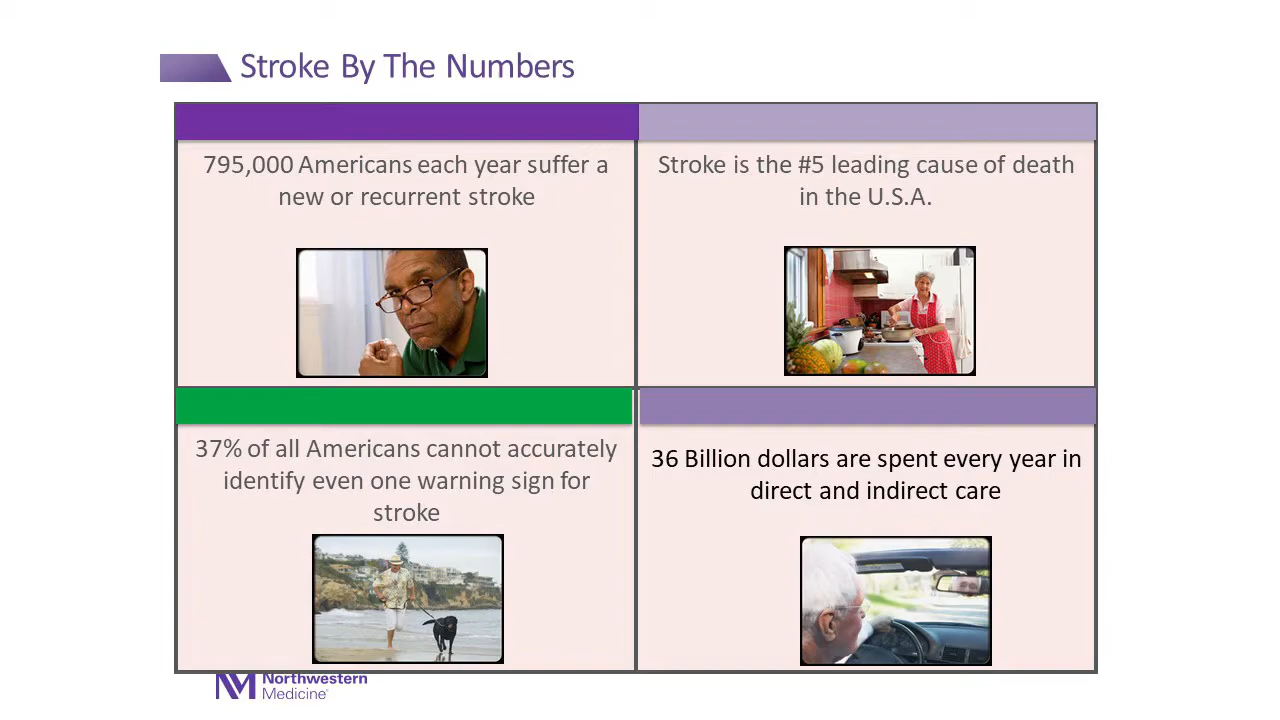 Stroke By The Numbers
795,000 Americans each year suffer a
new or recurrent stroke
Stroke is the #5 leading cause of death
in the U.S.A.
37% of all Americans cannot accurately
identify even one warning sign for
stroke
36 Billion dollars are spent every year in
direct and indirect care
Northwestern
Medicine